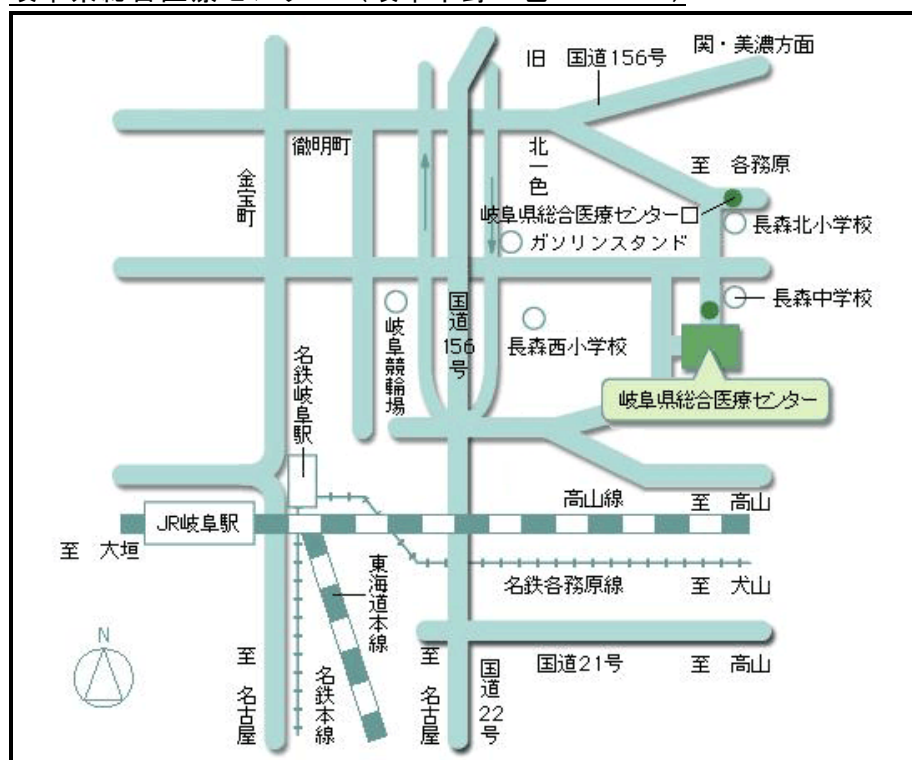 関・美濃方面
旧 国道156号
徹明町
北一色
至 各務原
金宝町
岐阜県総合医療センター口
長森北小学校
ガソリンスタンド
国道156号
長森中学校
岐阜競輪場
長森西小学校
名鉄岐阜駅
岐阜県総合医療センター
高山線
至 高山
JR岐阜駅
至 大垣
東海道本線
名鉄各務原線
至 犬山
N
至 名古屋
名鉄本線
至 名古屋
国道22号
国道21号
至 高山